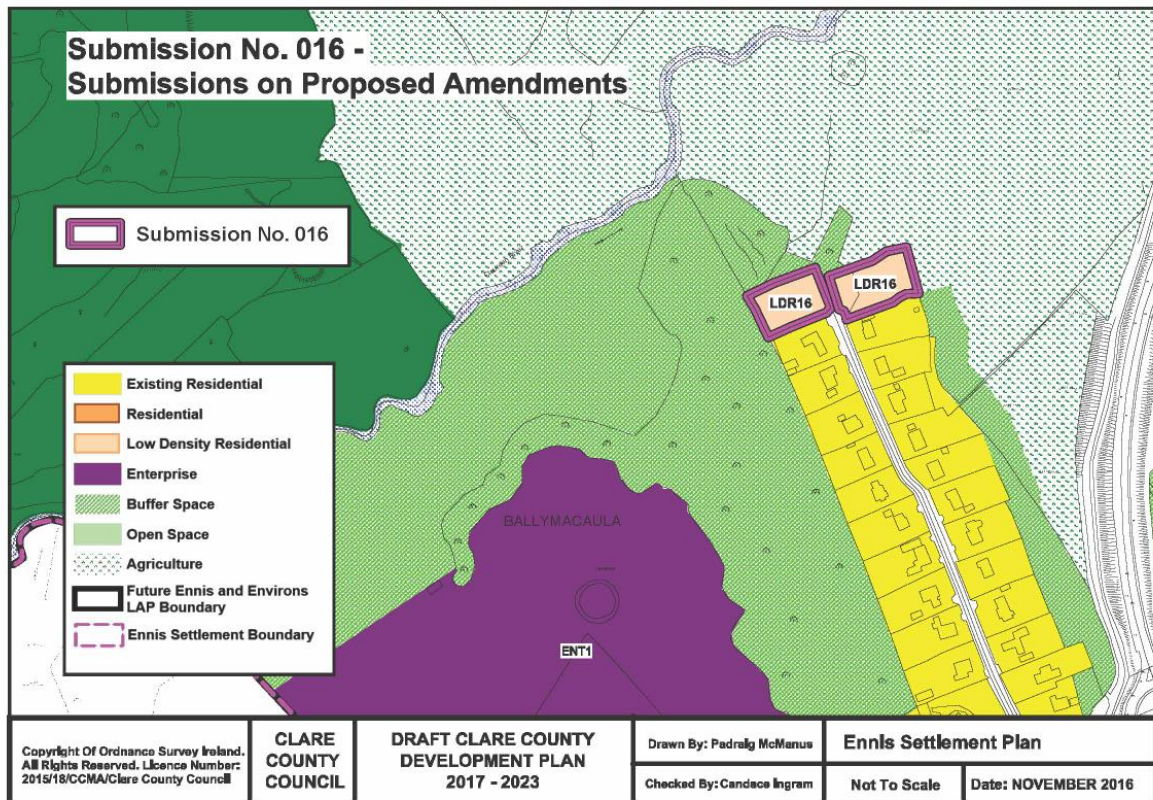 Submission No. 016 -
Submissions on Proposed Amendments
Submission No. 016
LDR16
LDR16
Existing Residential
Residential
Low Density Residential
Enterprise
Buffer Space
Open Space
Agriculture
Future Ennis and Environs
LAP Boundary
Ennis Settlement Boundary
BALLYMACAULA
ENT1
Copyright Of Ordnance Survey Ireland.
All Rights Reserved. Licence Number:
2015/18/CCMA/Clare County Council
CLARE
COUNTY
COUNCIL
DRAFT CLARE COUNTY
DEVELOPMENT PLAN
2017 - 2023
Drawn By: Padraig McManus
Checked By: Candace Ingram
Ennis Settlement Plan
Not To Scale
Date: NOVEMBER 2016